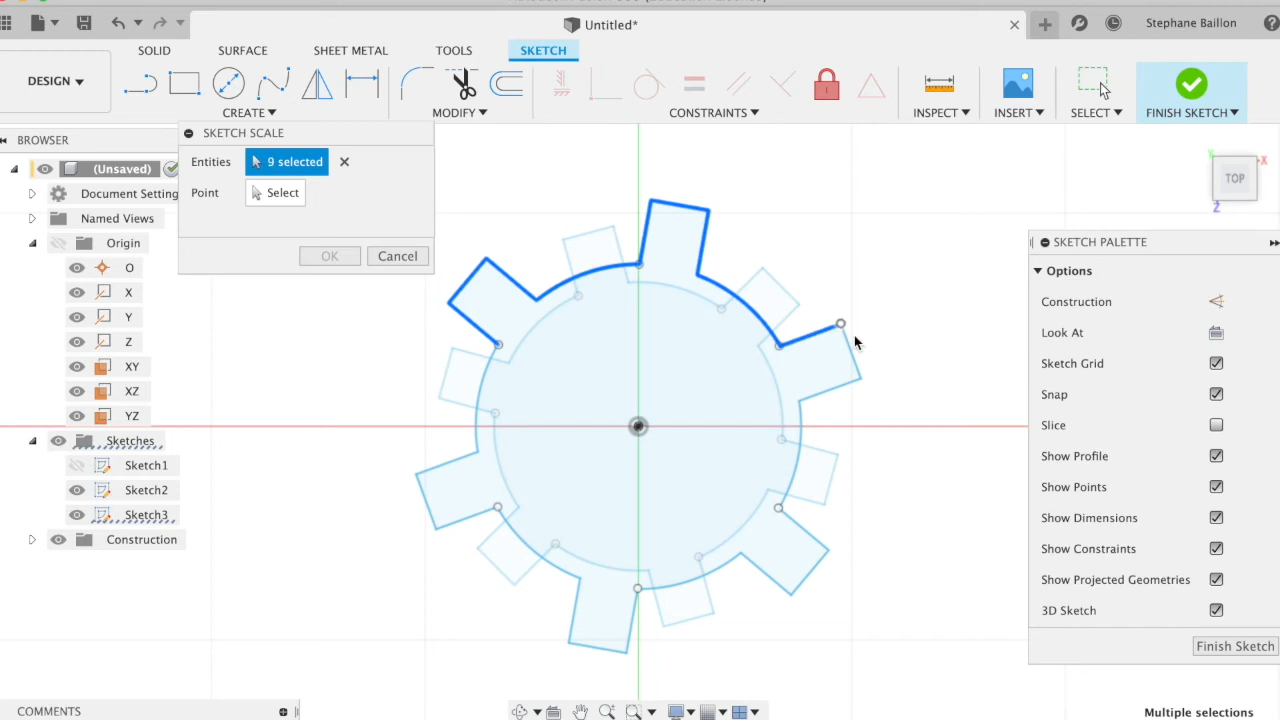 Untitled*
Stephane Baillon
SOLID SURFACE SHEET METAL TOOLS SKETCH
DESIGN
CREATE MODIFY CONSTRAINTS INSPECT INSERT SELECT FINISH SKETCH
BROWSER
SKETCH SCALE
Entities 9 selected
Point Select
OK Cancel
(Unsaved)
Document Setting
Named Views
Origin
O
X
Y
Z
XY
XZ
YZ
Sketches
Sketch1
Sketch2
Sketch3
Construction
TOP
X
Z
SKETCH PALETTE
Options
Construction
Look At
Sketch Grid
Snap
Slice
Show Profile
Show Points
Show Dimensions
Show Constraints
Show Projected Geometries
3D Sketch
Finish Sketch
COMMENTS
Multiple selections